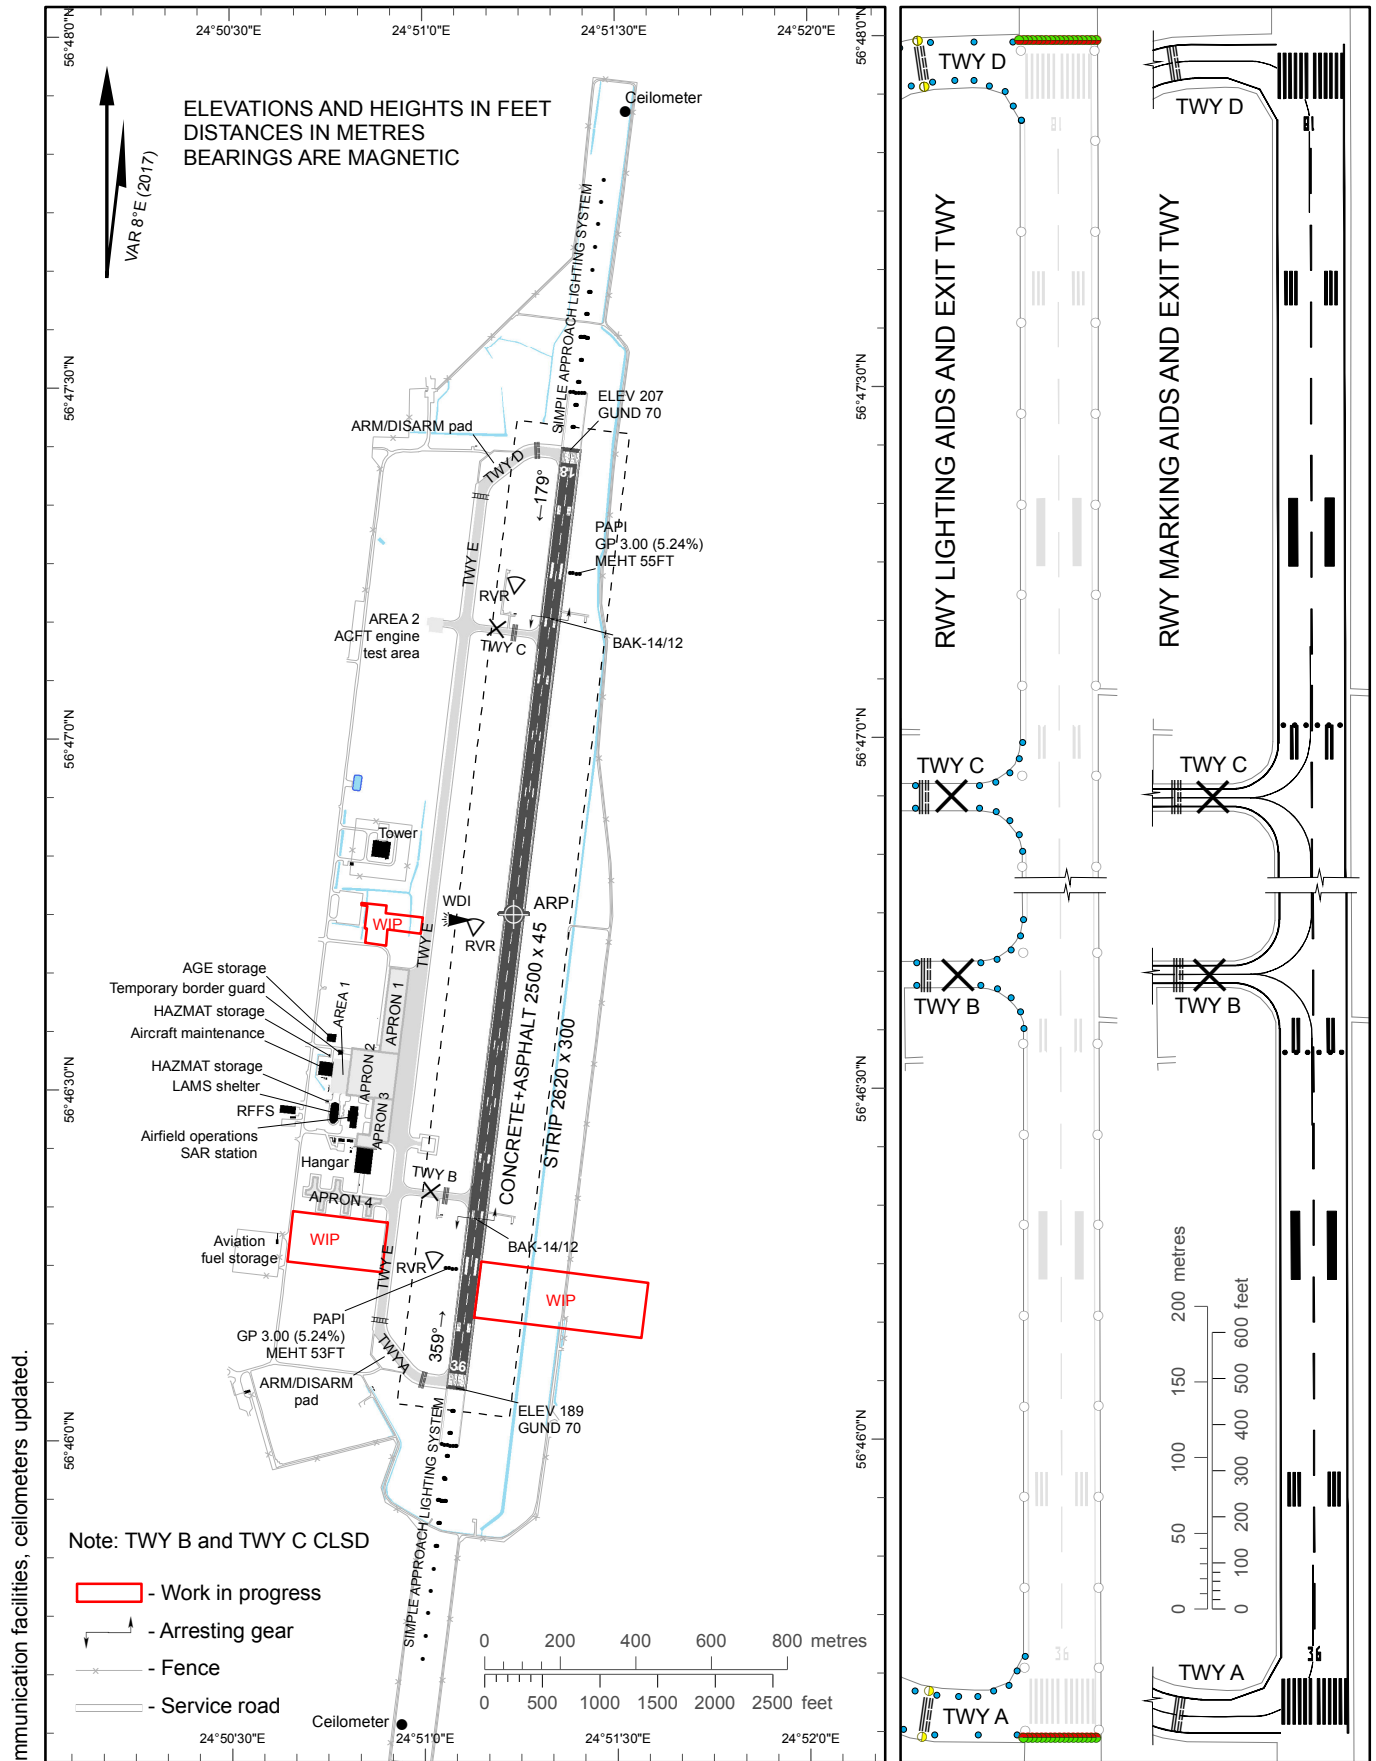 24°50'30"E
24°51'0"E
24°51'30"E
24°52'0"E
56°48'0"N
56°48'0"N
ELEVATIONS AND HEIGHTS IN FEET
DISTANCES IN METRES
BEARINGS ARE MAGNETIC
VAR 8°E (2017)
Ceilometer
SIMPLE APPROACH LIGHTING SYSTEM
56°47'30"N
56°47'30"N
ELEV 207
GUND 70
ARM/DISARM pad
TWY D
18
←179°
PAPI
GP 3.00 (5.24%)
MEHT 55FT
TWY E
RVR
AREA 2
ACFT engine
test area
TWY C
BAK-14/12
56°47'0"N
56°47'0"N
Tower
WIP
WDI
ARP
RVR
TWY E
CONCRETE+ASPHALT 2500 x 45
STRIP 2620 x 300
AGE storage
Temporary border guard
HAZMAT storage
Aircraft maintenance
HAZMAT storage
LAMS shelter
RFFS
Airfield operations
SAR station
Hangar
AREA 1
APRON 1
APRON 2
APRON 3
APRON 4
56°46'30"N
56°46'30"N
TWY B
Aviation
fuel storage
WIP
TWY E
RVR
BAK-14/12
WIP
PAPI
GP 3.00 (5.24%)
MEHT 53FT
359°→
36
TWY A
ARM/DISARM
pad
ELEV 189
GUND 70
56°46'0"N
56°46'0"N
SIMPLE APPROACH LIGHTING SYSTEM
Note: TWY B and TWY C CLSD
- Work in progress
- Arresting gear
- Fence
- Service road
Ceilometer
0 200 400 600 800 metres
0 500 1000 1500 2000 2500 feet
24°50'30"E
24°51'0"E
24°51'30"E
24°52'0"E
mmunication facilities, ceilometers updated.
TWY D
18
RWY LIGHTING AIDS AND EXIT TWY
TWY C
TWY B
36
TWY A
TWY D
18
RWY MARKING AIDS AND EXIT TWY
TWY C
TWY B
0 50 100 150 200 metres
0 100 200 300 400 500 600 feet
36
TWY A